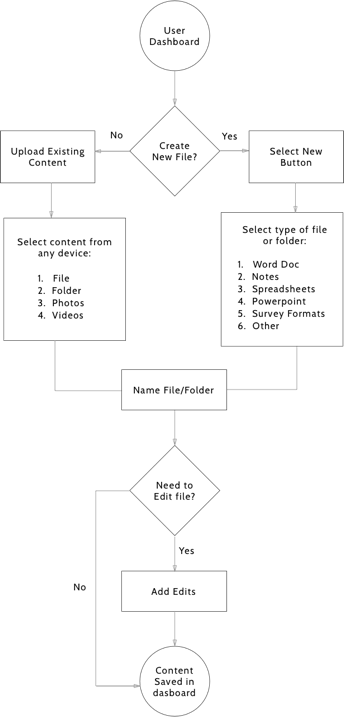 User
Dashboard
No
Create
New File?
Yes
Upload Existing
Content
Select New
Button
Select content from
any device:
1. File
2. Folder
3. Photos
4. Videos
Select type of file
or folder:
1. Word Doc
2. Notes
3. Spreadsheets
4. Powerpoint
5. Survey Formats
6. Other
Name File/Folder
Need to
Edit file?
Yes
No
Add Edits
Content
Saved in
dasboard